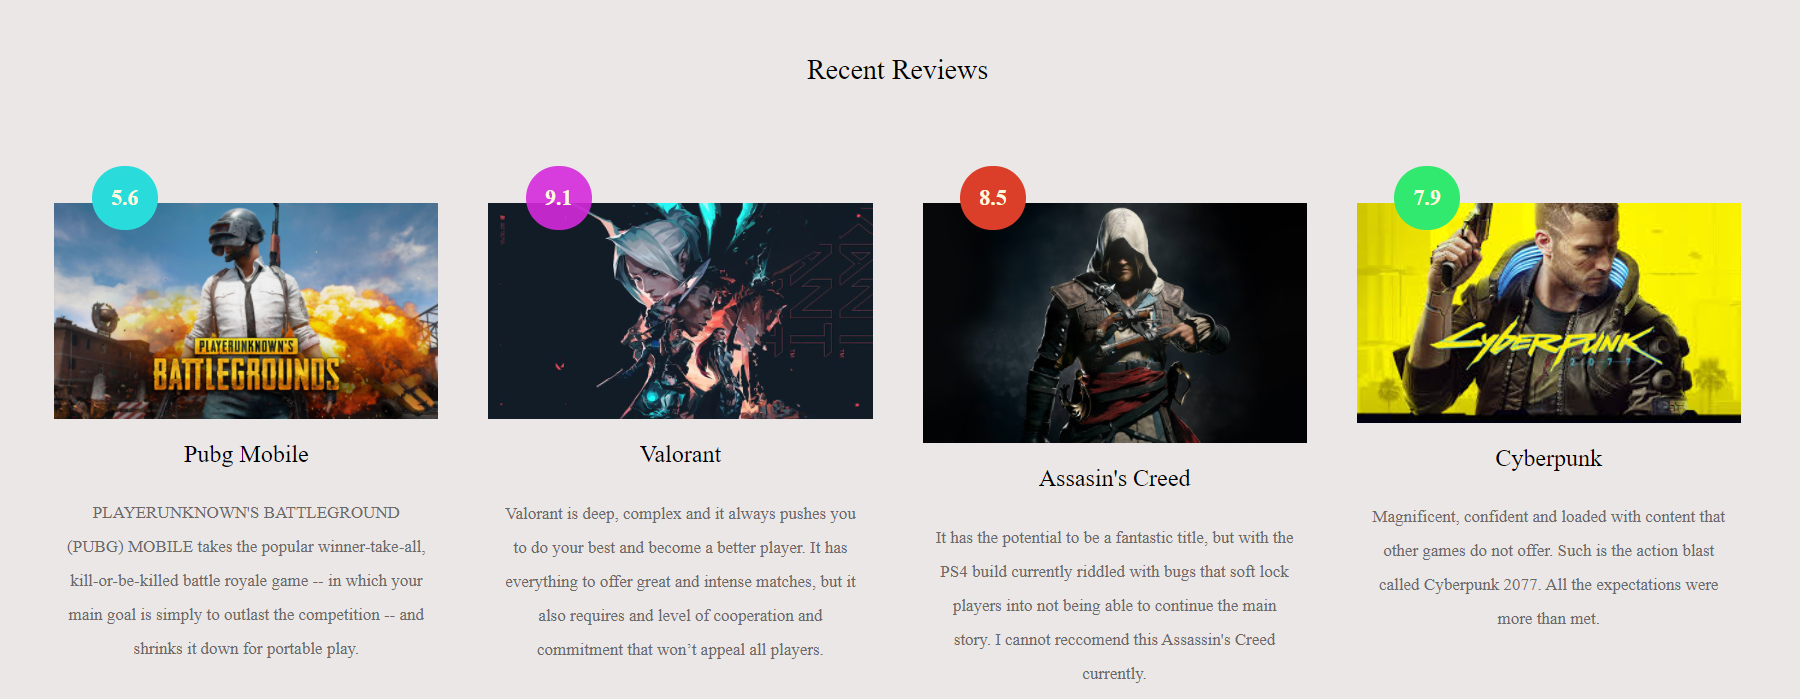 Recent Reviews
5.6
PLAYERUNKNOWN'S
BATTLEGROUNDS
Pubg Mobile
PLAYERUNKNOWN'S BATTLEGROUND
(PUBG) MOBILE takes the popular winner-take-all,
kill-or-be-killed battle royale game -- in which your
main goal is simply to outlast the competition -- and
shrinks it down for portable play.
9.1
Valorant
Valorant is deep, complex and it always pushes you
to do your best and become a better player. It has
everything to offer great and intense matches, but it
also requires and level of cooperation and
commitment that won’t appeal all players.
8.5
Assasin's Creed
It has the potential to be a fantastic title, but with the
PS4 build currently riddled with bugs that soft lock
players into not being able to continue the main
story. I cannot reccomend this Assassin's Creed
currently.
7.9
CYBERPUNK
2077
Cyberpunk
Magnificent, confident and loaded with content that
other games do not offer. Such is the action blast
called Cyberpunk 2077. All the expectations were
more than met.